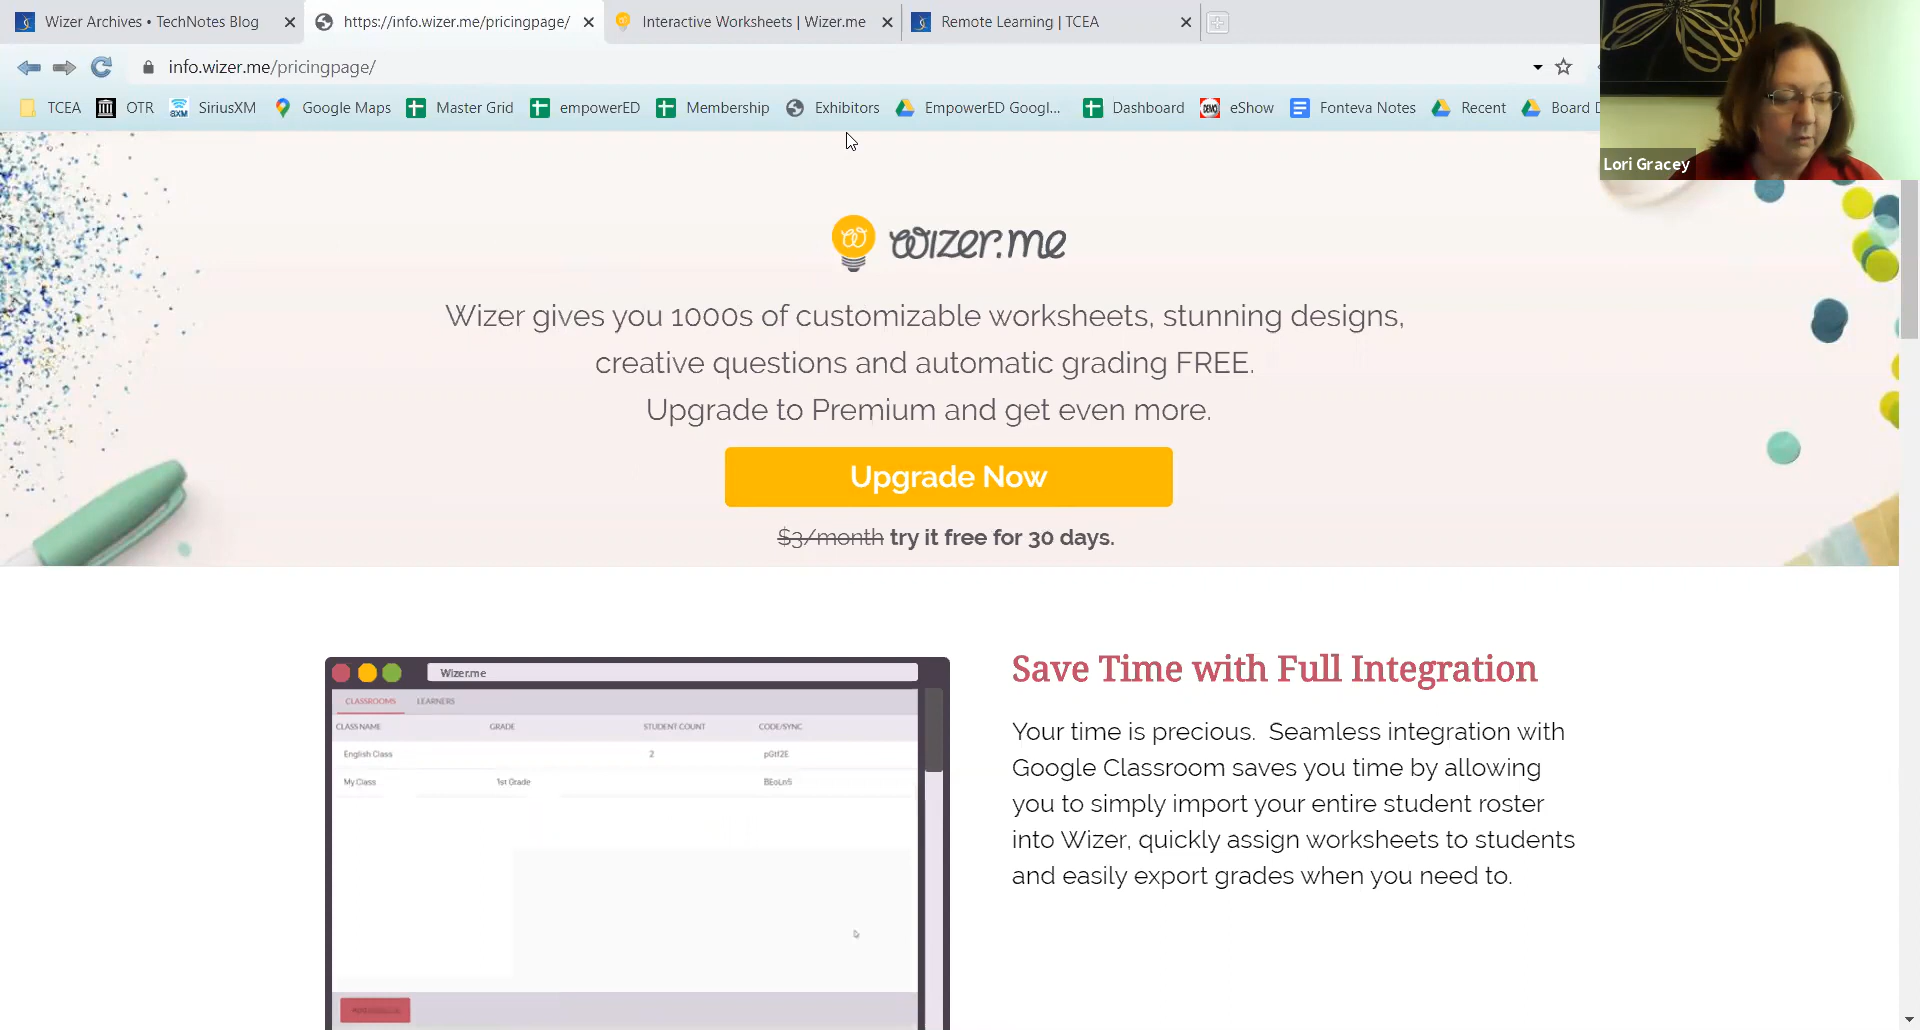 Wizer Archives • TechNotes Blog
https://info.wizer.me/pricingpage/
Interactive Worksheets | Wizer.me
Remote Learning | TCEA
info.wizer.me/pricingpage/
TCEA
OTR
SiriusXM
Google Maps
Master Grid
empowerED
Membership
Exhibitors
EmpowerED Googl...
Dashboard
eShow
Fonteva Notes
Recent
Board D
Lori Gracey
wizer.me
Wizer gives you 1000s of customizable worksheets, stunning designs,
creative questions and automatic grading FREE.
Upgrade to Premium and get even more.
Upgrade Now
$3/month try it free for 30 days.
Wizer.me
CLASSROOMS LEARNERS
CLASS NAME GRADE STUDENT COUNT CODE/SYNC
English Class 2 pGtf2E
My Class 1st Grade BEoLnS
Save Time with Full Integration
Your time is precious. Seamless integration with
Google Classroom saves you time by allowing
you to simply import your entire student roster
into Wizer, quickly assign worksheets to students
and easily export grades when you need to.